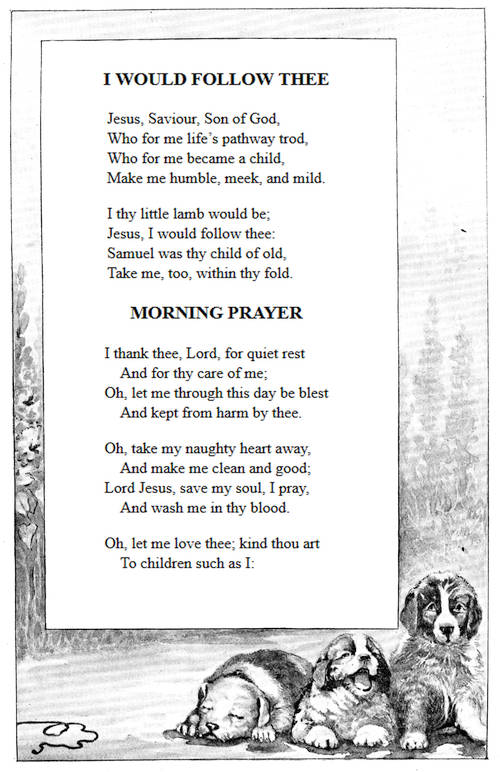 I WOULD FOLLOW THEE
Jesus, Saviour, Son of God,
Who for me life's pathway trod,
Who for me became a child,
Make me humble, meek, and mild.
I thy little lamb would be;
Jesus, I would follow thee:
Samuel was thy child of old,
Take me, too, within thy fold.
MORNING PRAYER
I thank thee, Lord, for quiet rest
And for thy care of me;
Oh, let me through this day be blest
And kept from harm by thee.
Oh, take my naughty heart away,
And make me clean and good;
Lord Jesus, save my soul, I pray,
And wash me in thy blood.
Oh, let me love thee; kind thou art
To children such as I: